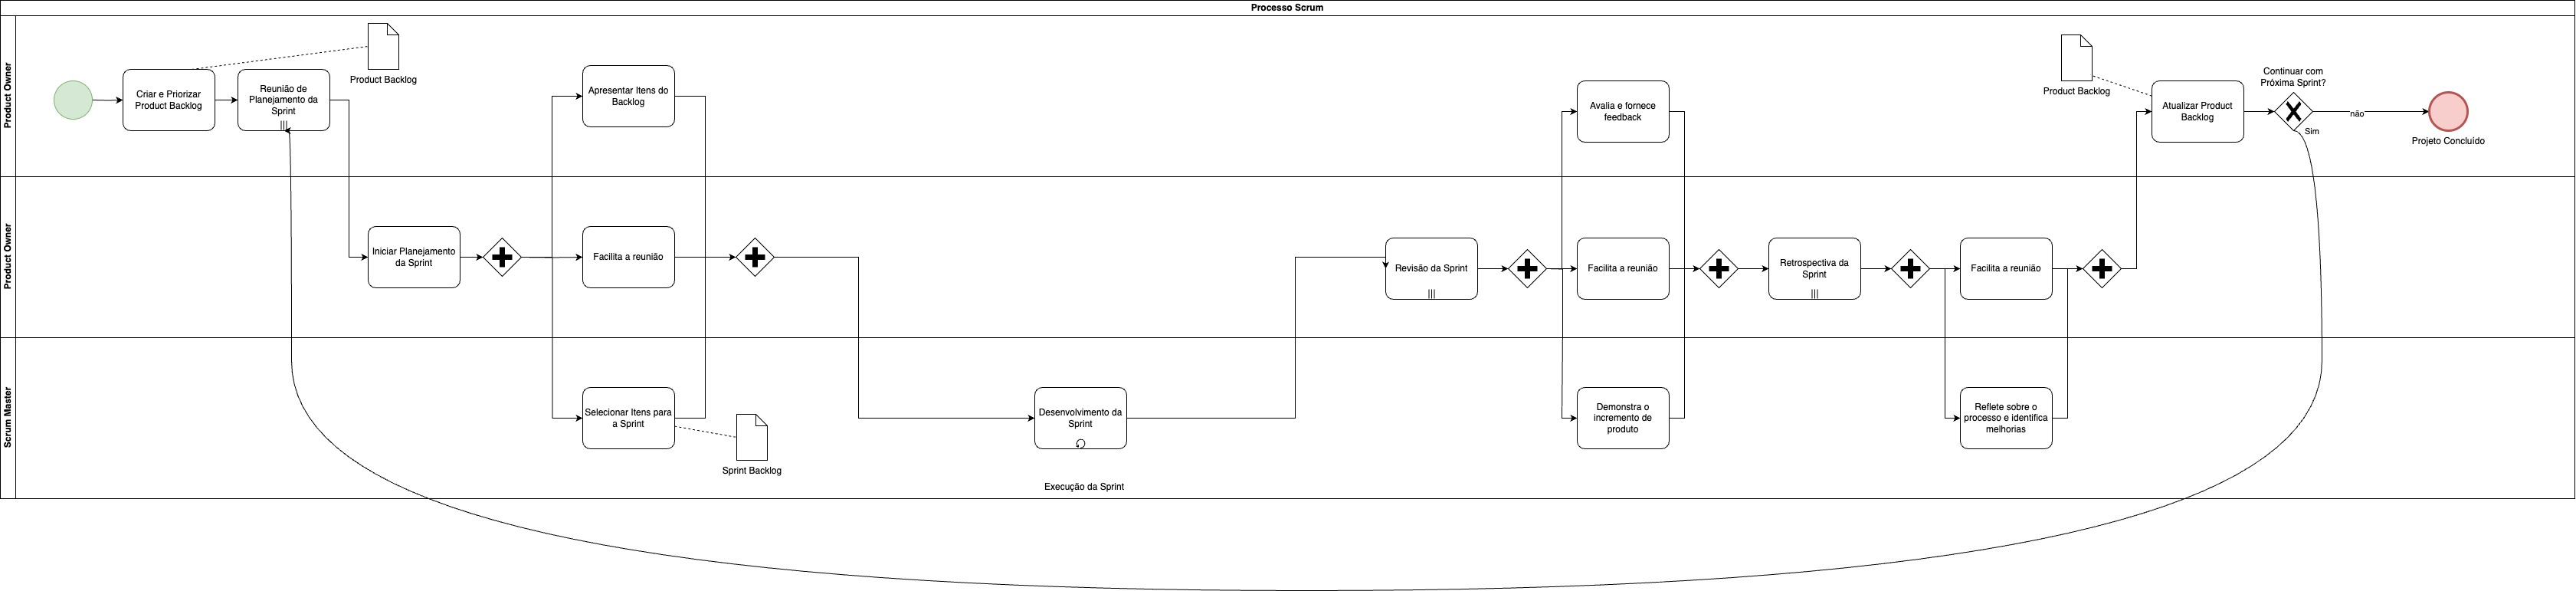 Processo Scrum
Product Owner
Criar e Priorizar
Product Backlog
Reunião de
Planejamento da
Sprint
Product Backlog
Apresentar Itens do
Backlog
Avalia e fornece
feedback
Product Backlog
Atualizar Product
Backlog
Continuar com
Próxima Sprint?
Sim
não
Projeto Concluído
Product Owner
Iniciar Planejamento
da Sprint
Facilita a reunião
Revisão da Sprint
Facilita a reunião
Retrospectiva da
Sprint
Facilita a reunião
Scrum Master
Selecionar Itens para
a Sprint
Sprint Backlog
Desenvolvimento da
Sprint
Execução da Sprint
Demonstra o
incremento de
produto
Reflete sobre o
processo e identifica
melhorias